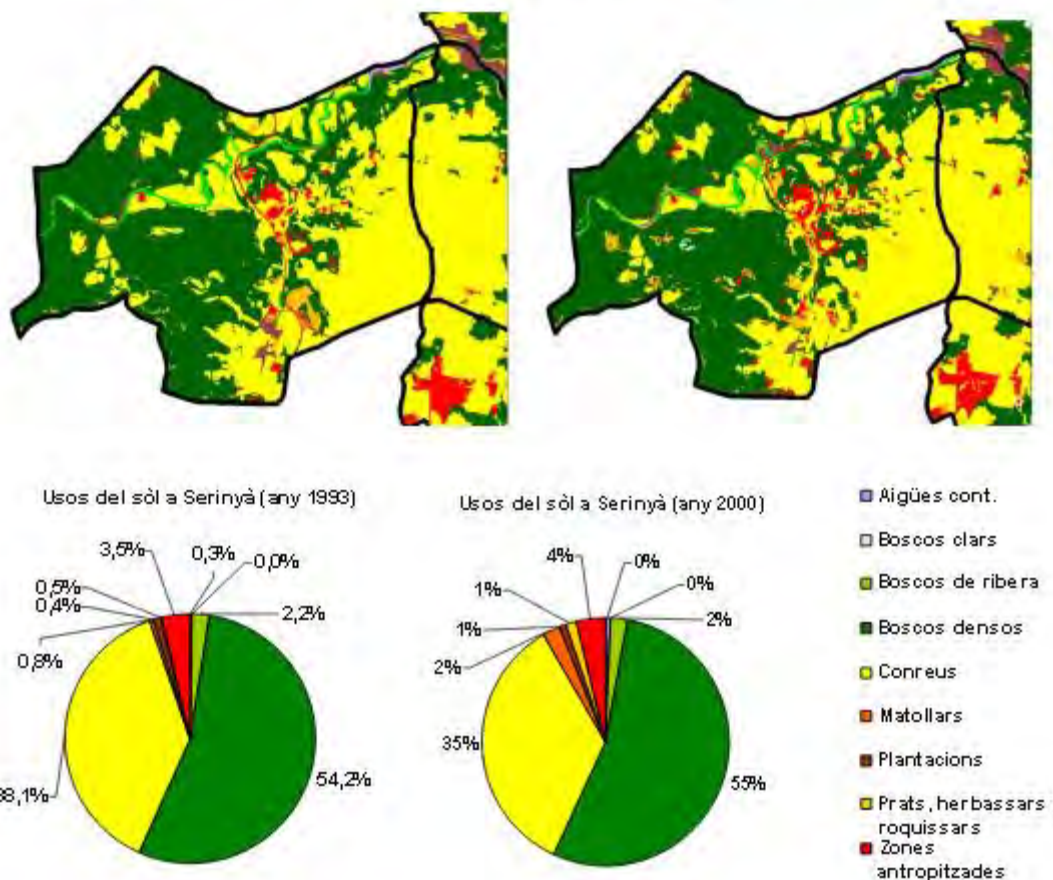 Usos del sòl a Serinyà (any 1993)
3,5%
0,3%
0,0%
0,5%
0,4%
2,2%
0,8%
54,2%
38,1%
Usos del sòl a Serinyà (any 2000)
4%
0%
1%
0%
1%
2%
2%
35%
55%
Aigües cont.
Boscos clars
Boscos de ribera
Boscos densos
Conreus
Matollars
Plantacions
Prats, herbassars
roquissars
Zones
antropitzades